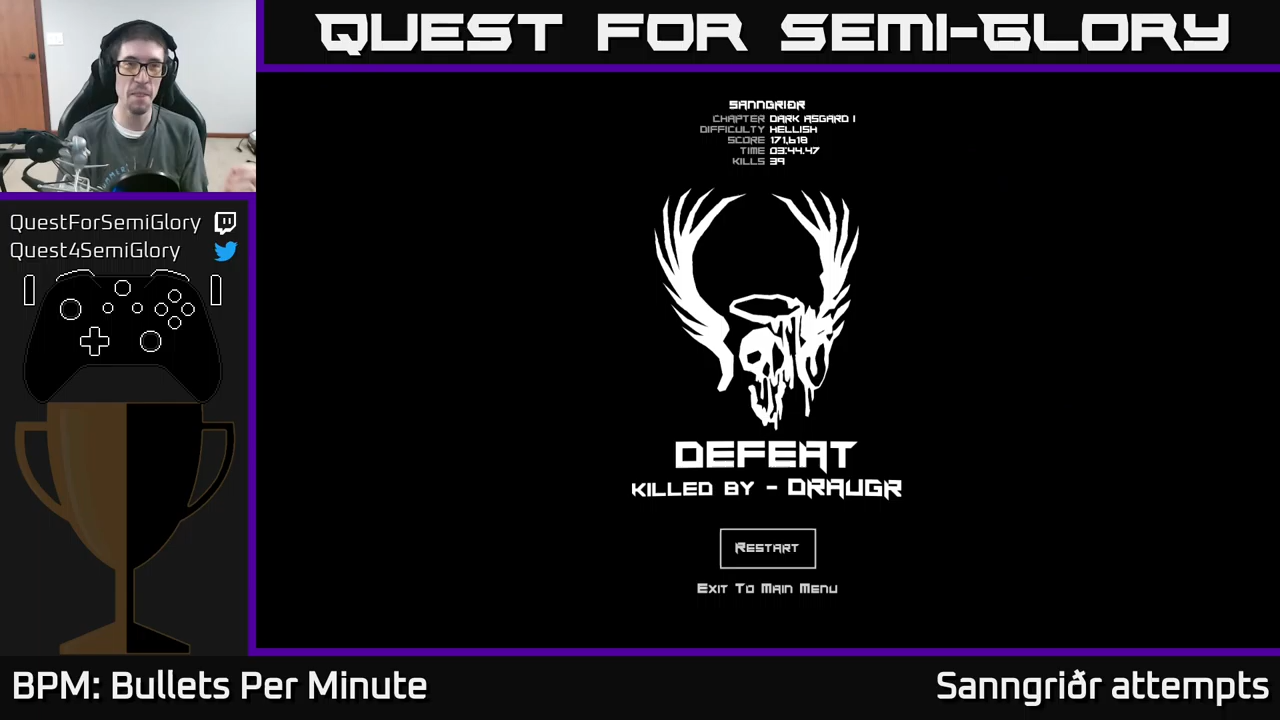 QUEST FOR SEMI-GLORY
SANNGRIÐR
CHAPTER DARK ASGARD I
DIFFICULTY HELLISH
SCORE 171,618
TIME 03:44.47
KILLS 39
QuestForSemiGlory
Quest4SemiGlory
DEFEAT
KILLED BY - DRAUGR
RESTART
EXIT TO MAIN MENU
BPM: Bullets Per Minute
Sanngriðr attempts